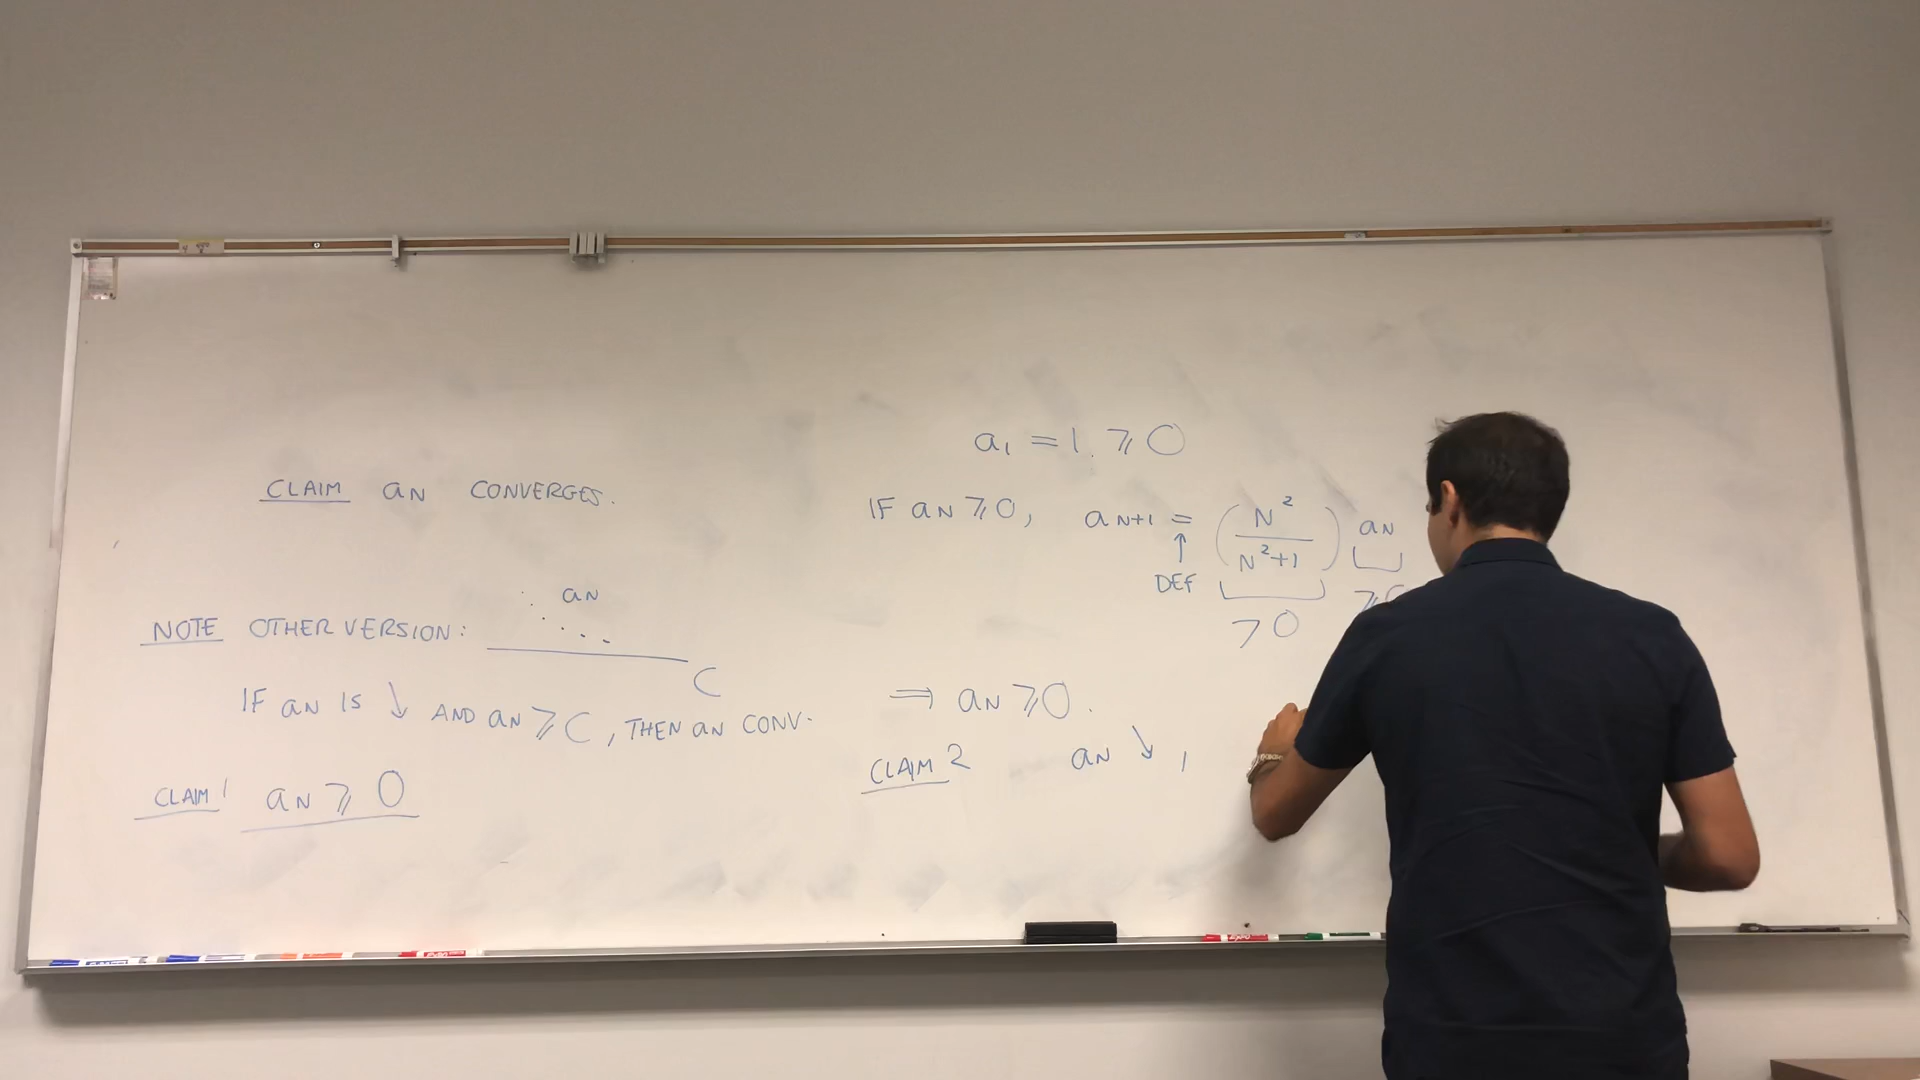 CLAIM aN CONVERGES.
aN
NOTE OTHER VERSION:
C
IF aN IS ↓ AND aN ⩾ C, THEN aN CONV.
CLAIM 1 aN ⩾ 0
a1 = 1 ⩾ 0
IF aN ⩾ 0, aN+1 = (N²/N²+1) aN
↑
DEF
> 0
⇒ aN ⩾ 0.
CLAIM 2 aN ↘,